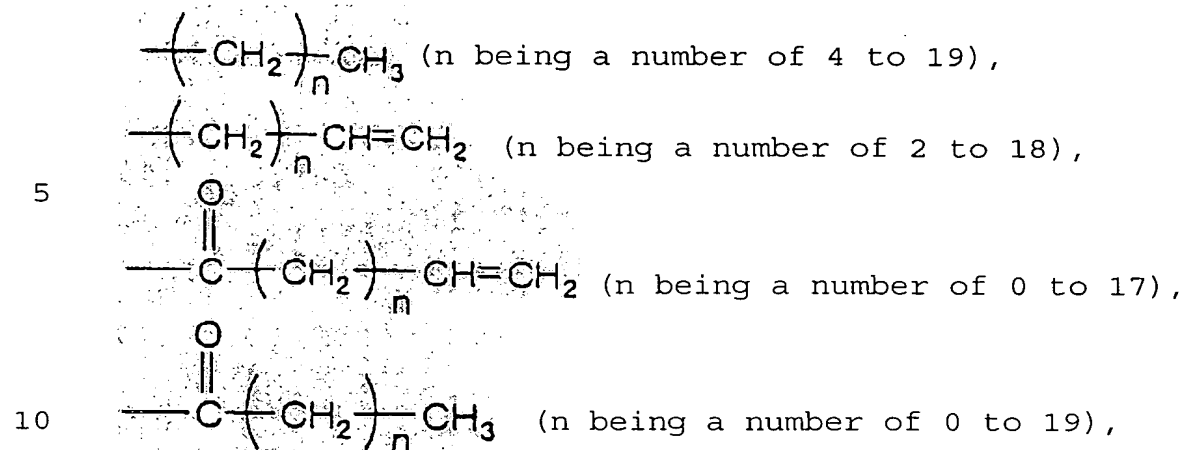 (CH2)n CH3 (n being a number of 4 to 19),
(CH2)n CH=CH2 (n being a number of 2 to 18),
5
O
C (CH2)n CH=CH2 (n being a number of 0 to 17),
O
10 C (CH2)n CH3 (n being a number of 0 to 19),